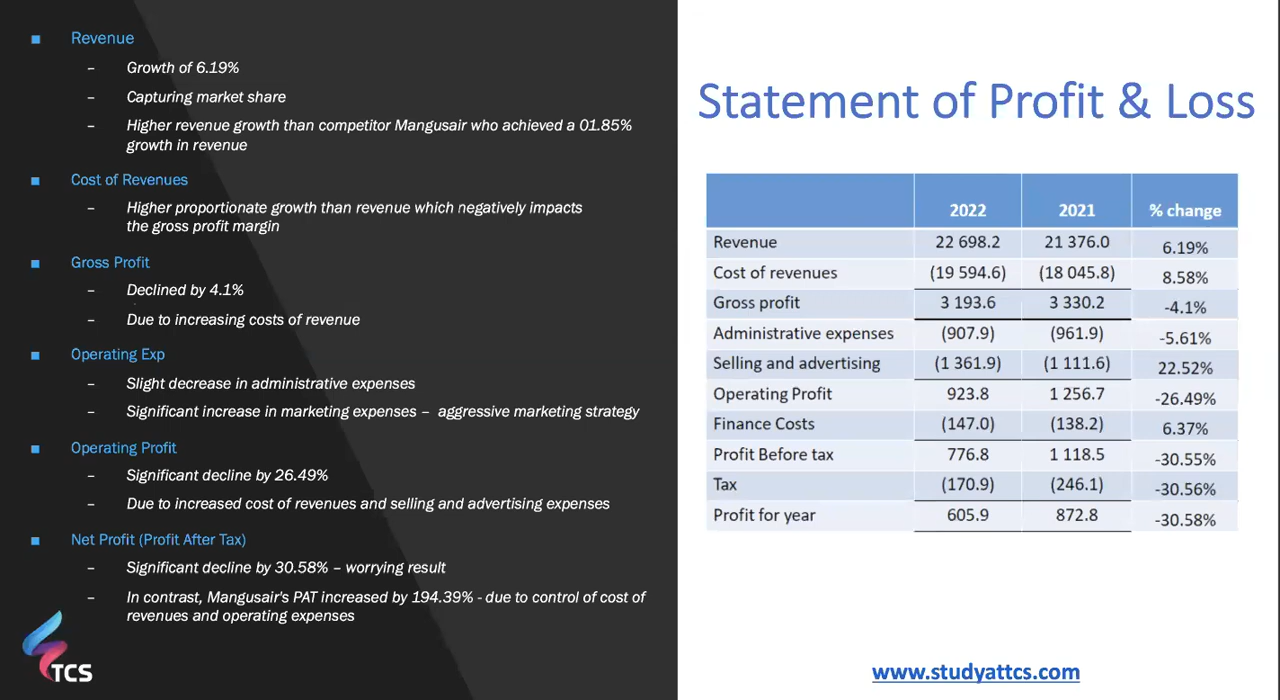 Revenue
– Growth of 6.19%
– Capturing market share
– Higher revenue growth than competitor Mangusair who achieved a 01.85%
growth in revenue
Cost of Revenues
– Higher proportionate growth than revenue which negatively impacts
the gross profit margin
Gross Profit
– Declined by 4.1%
– Due to increasing costs of revenue
Operating Exp
– Slight decrease in administrative expenses
– Significant increase in marketing expenses – aggressive marketing strategy
Operating Profit
– Significant decline by 26.49%
– Due to increased cost of revenues and selling and advertising expenses
Net Profit (Profit After Tax)
– Significant decline by 30.58% – worrying result
– In contrast, Mangusair's PAT increased by 194.39% - due to control of cost of
revenues and operating expenses
TCS
Statement of Profit & Loss
2022 2021 % change
Revenue 22 698.2 21 376.0 6.19%
Cost of revenues (19 594.6) (18 045.8) 8.58%
Gross profit 3 193.6 3 330.2 -4.1%
Administrative expenses (907.9) (961.9) -5.61%
Selling and advertising (1 361.9) (1 111.6) 22.52%
Operating Profit 923.8 1 256.7 -26.49%
Finance Costs (147.0) (138.2) 6.37%
Profit Before tax 776.8 1 118.5 -30.55%
Tax (170.9) (246.1) -30.56%
Profit for year 605.9 872.8 -30.58%
www.studyattcs.com